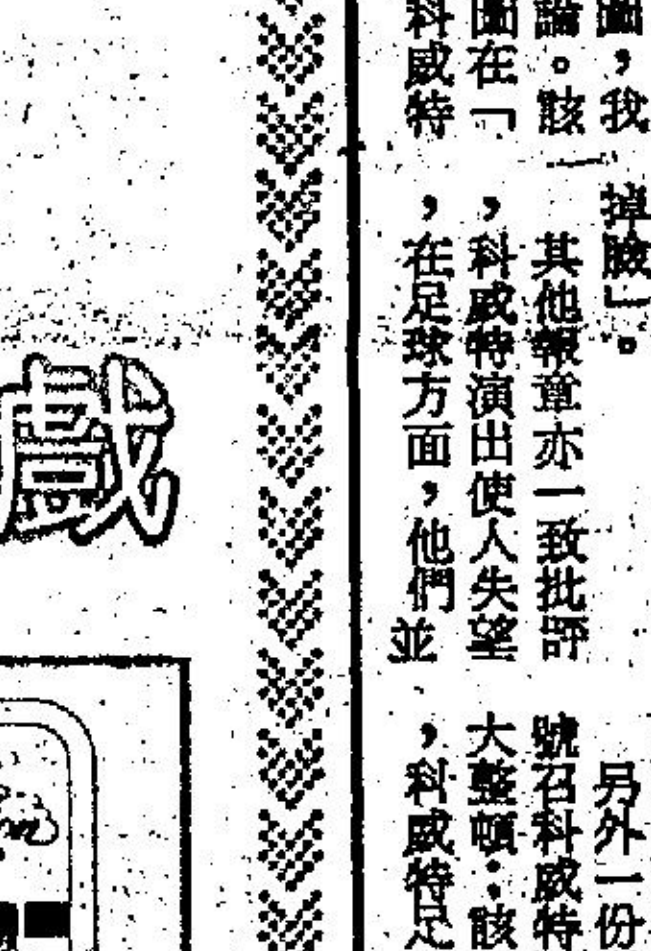 ，我
論。該
在「
科威特
掉臉」。
其他報章亦一致批評
，科威特演出使人失望
，在足球方面，他們並
另外一份
號召科威特
大整頓：該
，科威特足
戲